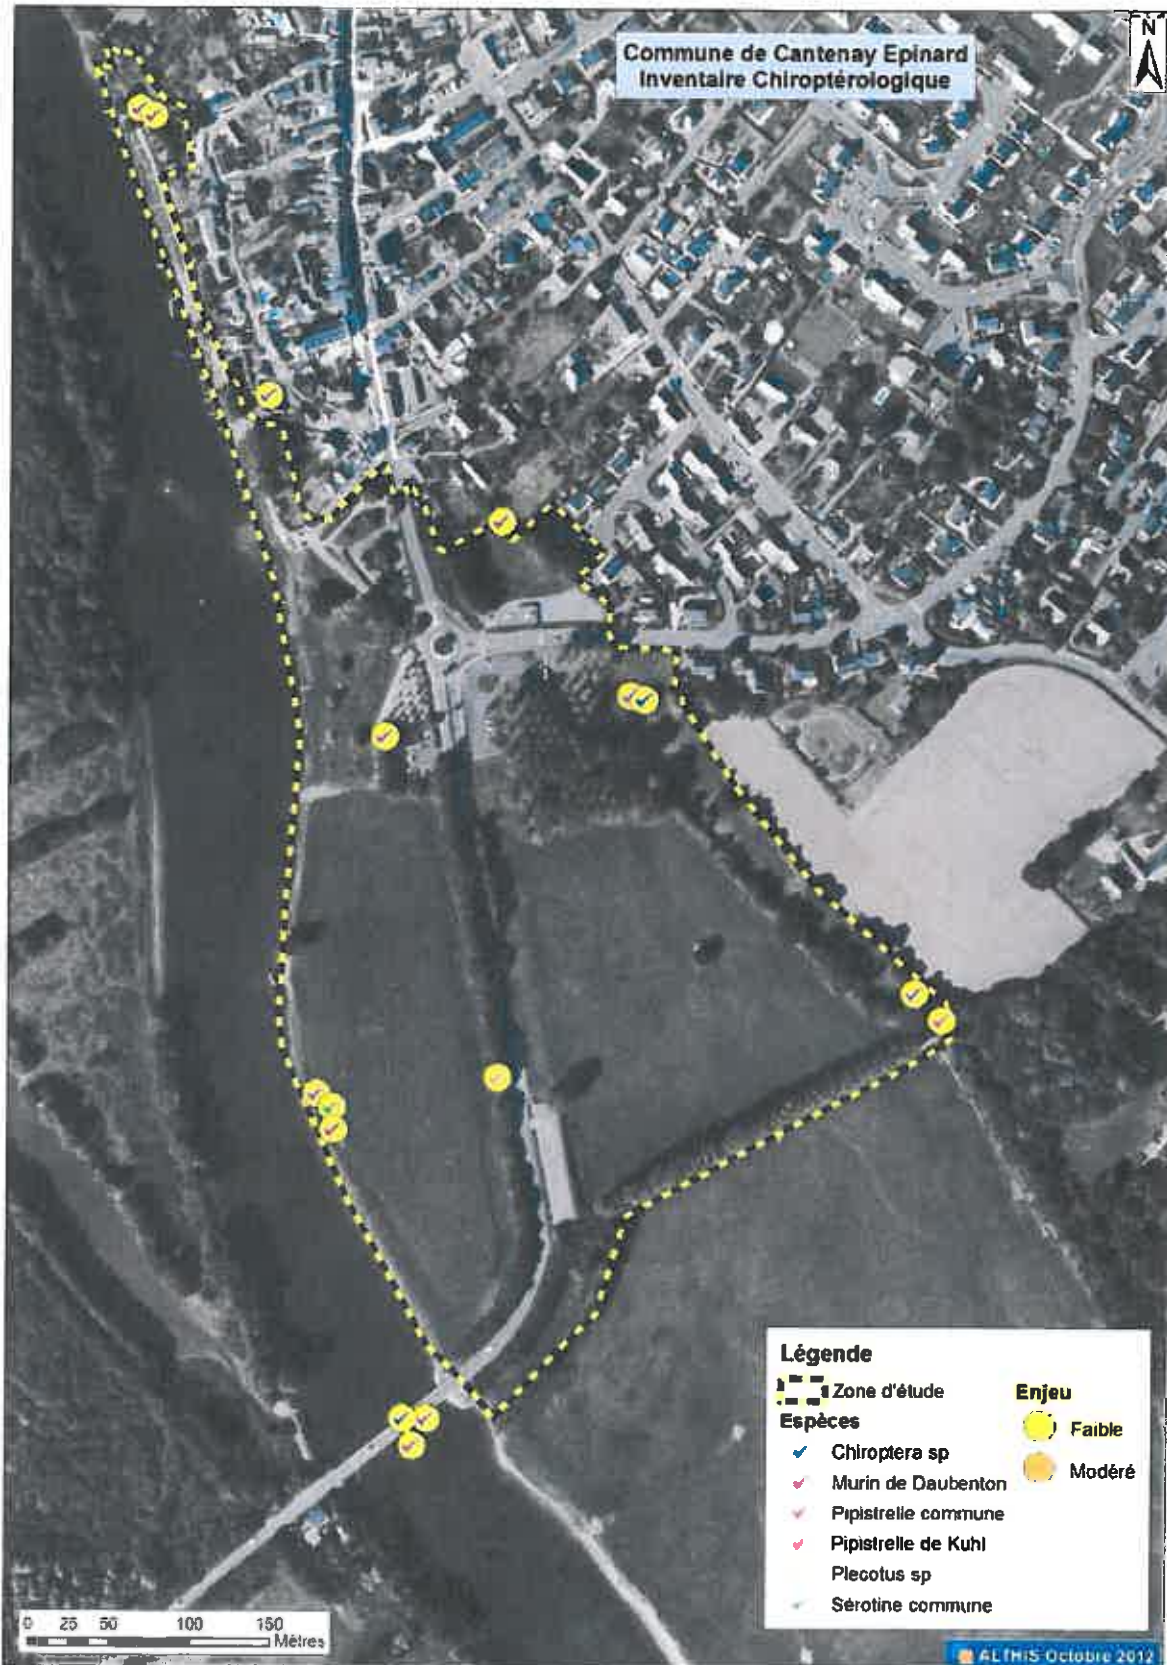 Commune de Cantenay Epinard
Inventaire Chiroptérologique
N
Légende
Zone d'étude
Espèces
Chiroptera sp
Murin de Daubenton
Pipistrelle commune
Pipistrelle de Kuhl
Plecotus sp
Sérotine commune
Enjeu
Faible
Modéré
0 25 50 100 150
Mètres
ALTHIS-Octobre 2012